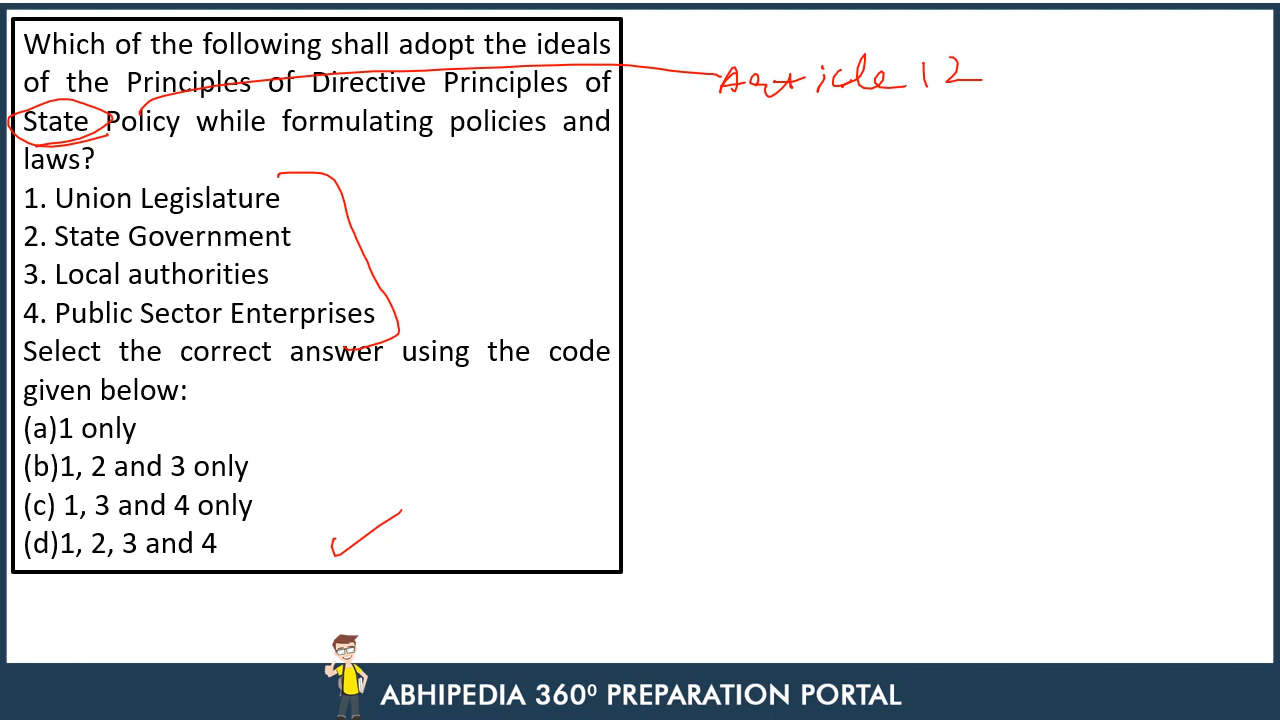 Which of the following shall adopt the ideals
of the Principles of Directive Principles of
State Policy while formulating policies and
laws?
1. Union Legislature
2. State Government
3. Local authorities
4. Public Sector Enterprises
Select the correct answer using the code
given below:
(a)1 only
(b)1, 2 and 3 only
(c) 1, 3 and 4 only
(d)1, 2, 3 and 4
Article 12
ABHIPEDIA 360⁰ PREPARATION PORTAL